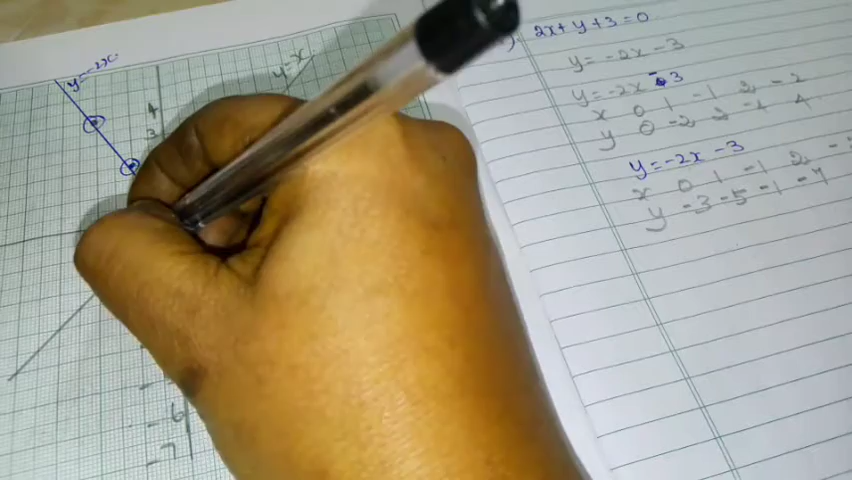 y=-2x
y=x
4
3
-6
-7
) 2x+y+3=0
y=-2x-3
y=-2x-3
x 0 1 -1 2 -2
y 0 -2 2 -4 4
y=-2x-3
x 0 1 -1 2
y -3 -5 -1 -7